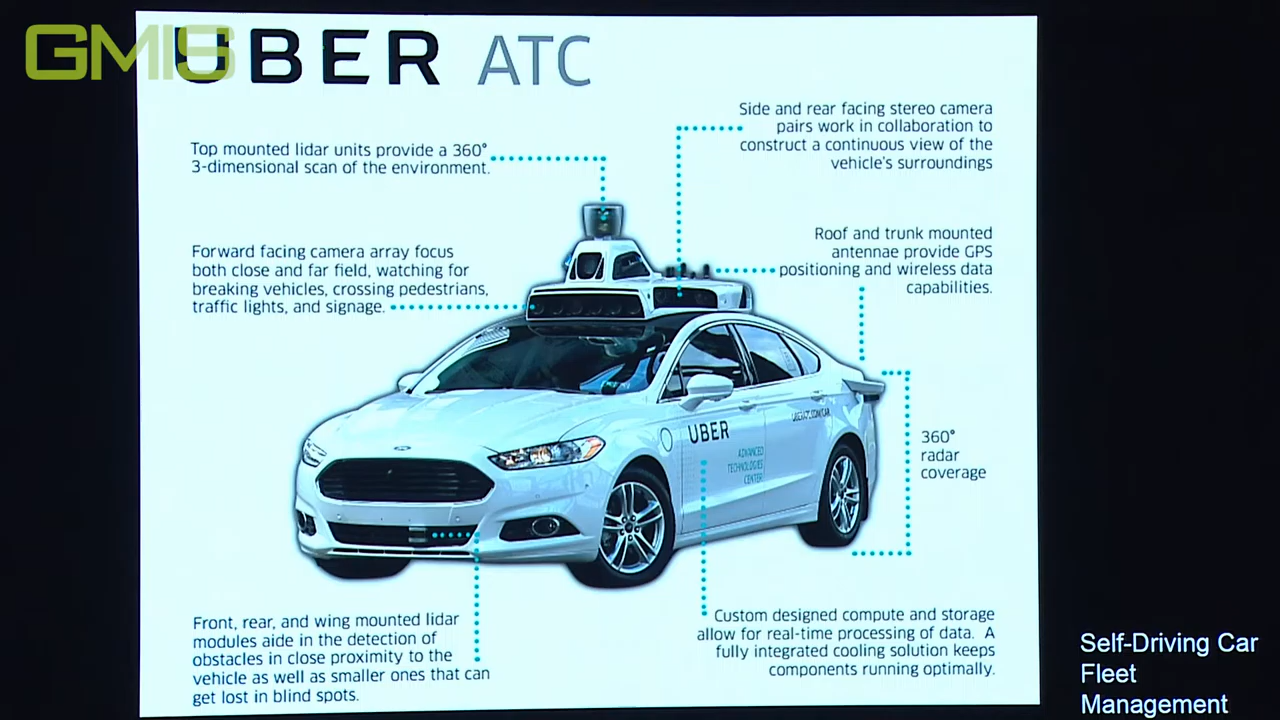 GMIS
UBER ATC
Side and rear facing stereo camera
pairs work in collaboration to
construct a continuous view of the
vehicle's surroundings
Top mounted lidar units provide a 360°
3-dimensional scan of the environment.
Roof and trunk mounted
antennae provide GPS
positioning and wireless data
capabilities.
Forward facing camera array focus
both close and far field, watching for
breaking vehicles, crossing pedestrians,
traffic lights, and signage.
UBERATC.COM/CAR
UBER
ADVANCED
TECHNOLOGIES
CENTER
360°
radar
coverage
Front, rear, and wing mounted lidar
modules aide in the detection of
obstacles in close proximity to the
vehicle as well as smaller ones that can
get lost in blind spots.
Custom designed compute and storage
allow for real-time processing of data. A
fully integrated cooling solution keeps
components running optimally.
Self-Driving Car
Fleet
Management